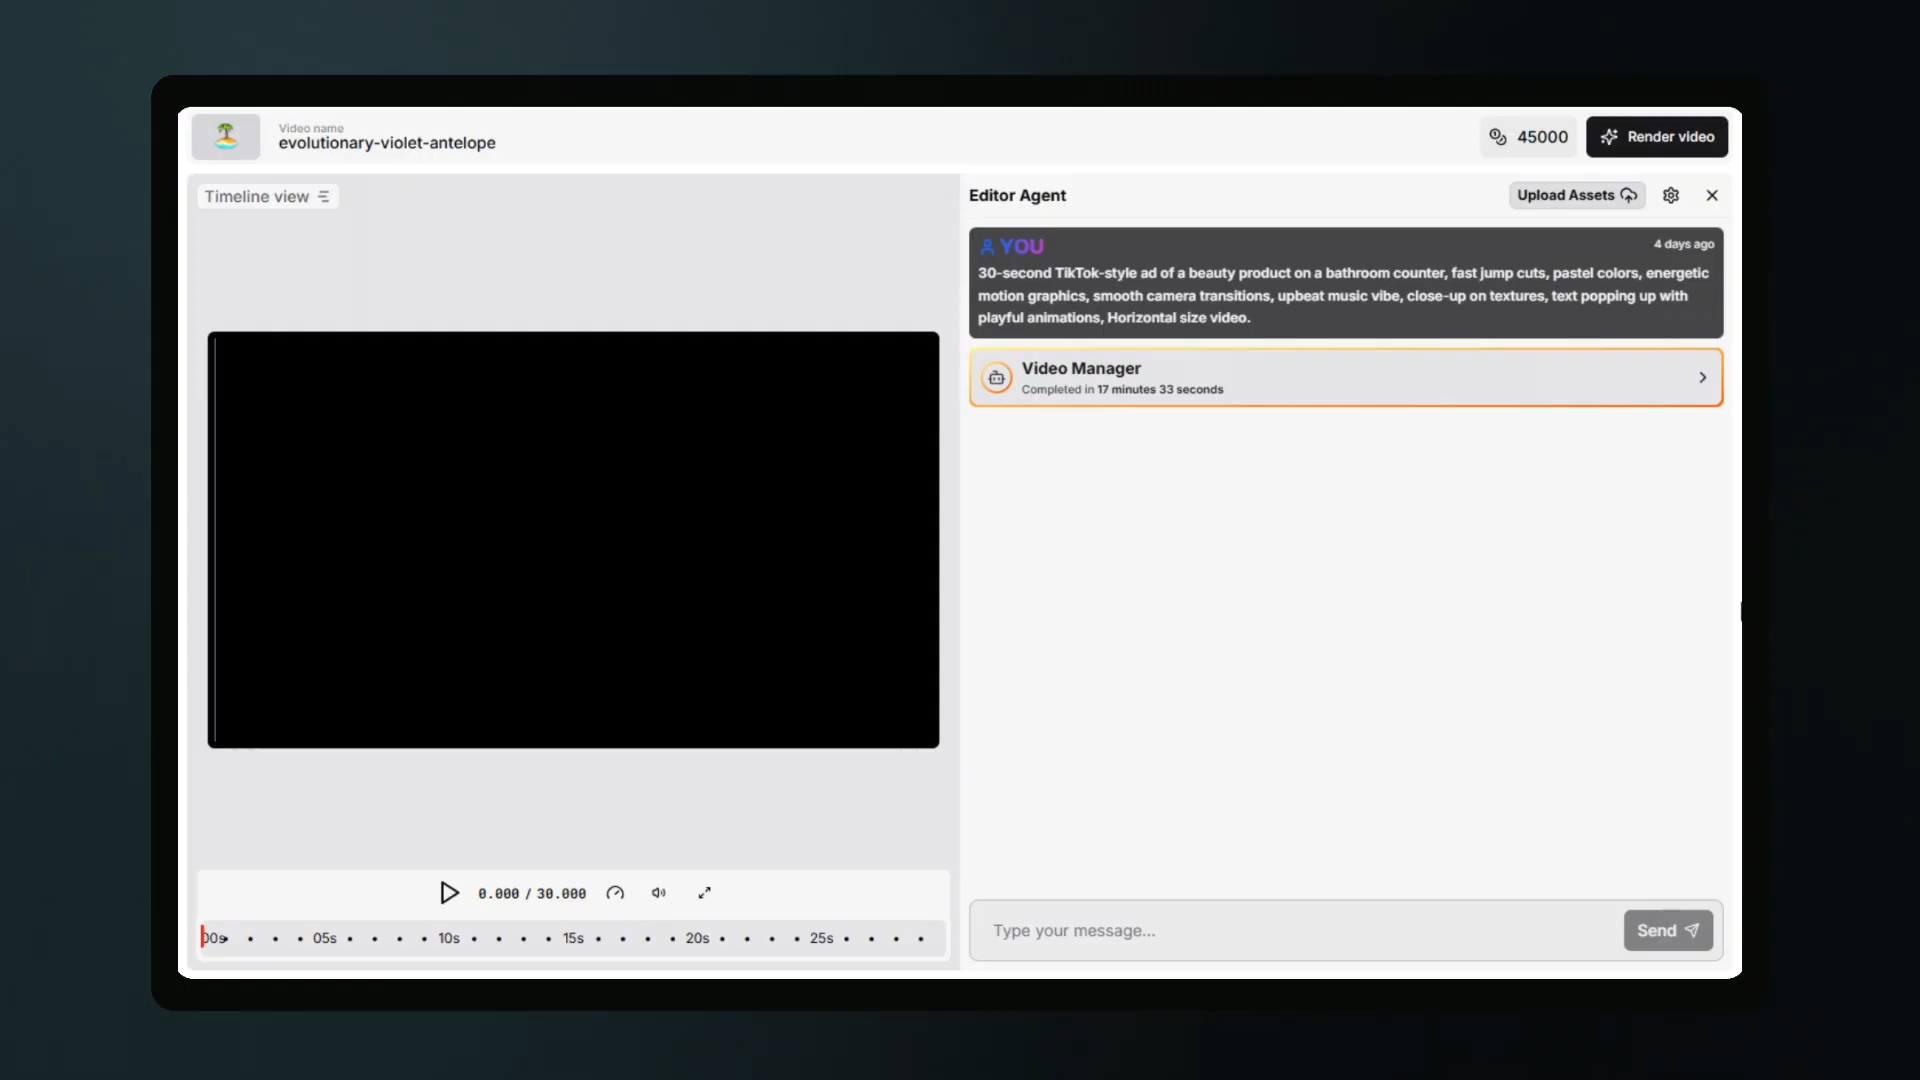 Video name
evolutionary-violet-antelope
45000
Render video
Timeline view
Editor Agent
Upload Assets
YOU
4 days ago
30-second TikTok-style ad of a beauty product on a bathroom counter, fast jump cuts, pastel colors, energetic
motion graphics, smooth camera transitions, upbeat music vibe, close-up on textures, text popping up with
playful animations, Horizontal size video.
Video Manager
Completed in 17 minutes 33 seconds
0.000 / 30.000
00s 05s 10s 15s 20s 25s
Type your message...
Send